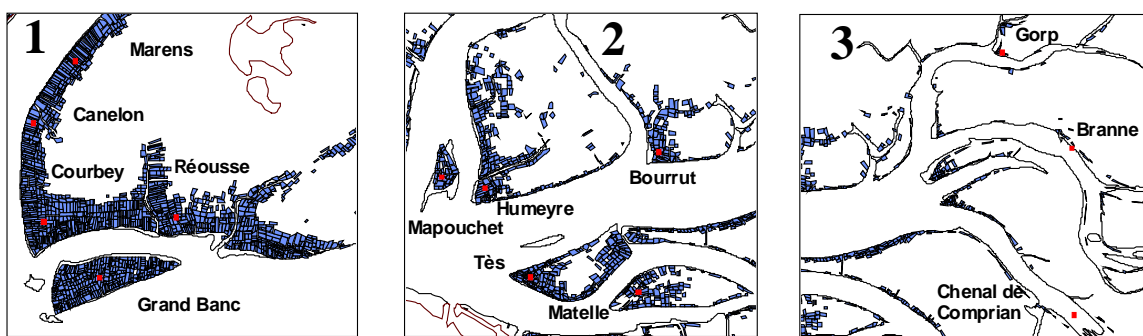 1
Marens
Canelon
Courbey
Réousse
Grand Banc
2
Bourrut
Humeyre
Mapouchet
Tès
Matelle
3
Gorp
Branne
Chenal de
Comprian